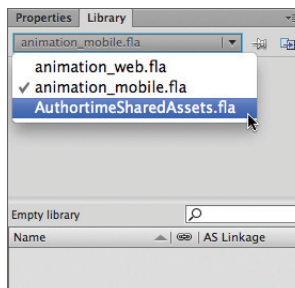 Properties Library
animation_mobile.fla
animation_web.fla
✓ animation_mobile.fla
AuthortimeSharedAssets.fla
Empty library
Name AS Linkage